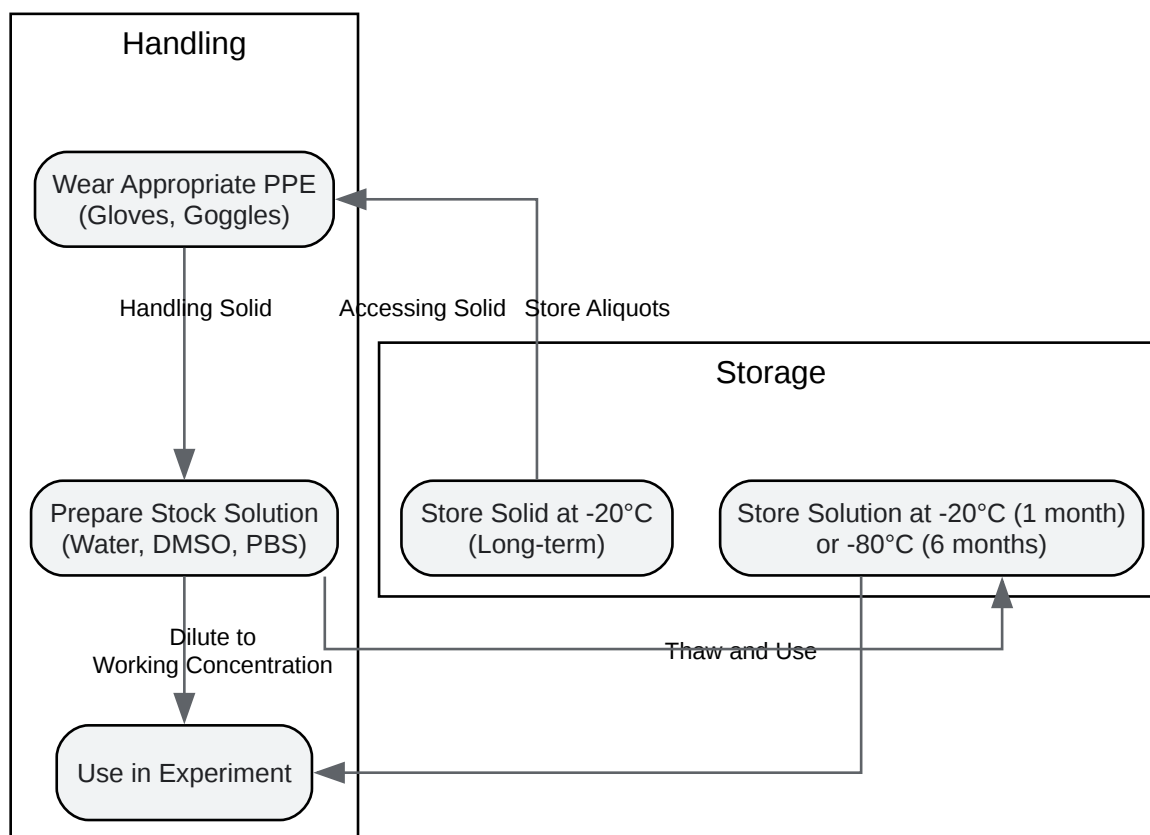 Handling
Wear Appropriate PPE
(Gloves, Goggles)
Handling Solid
Accessing Solid
Store Aliquots
Storage
Prepare Stock Solution
(Water, DMSO, PBS)
Store Solid at -20°C
(Long-term)
Store Solution at -20°C (1 month)
or -80°C (6 months)
Dilute to
Working Concentration
Thaw and Use
Use in Experiment